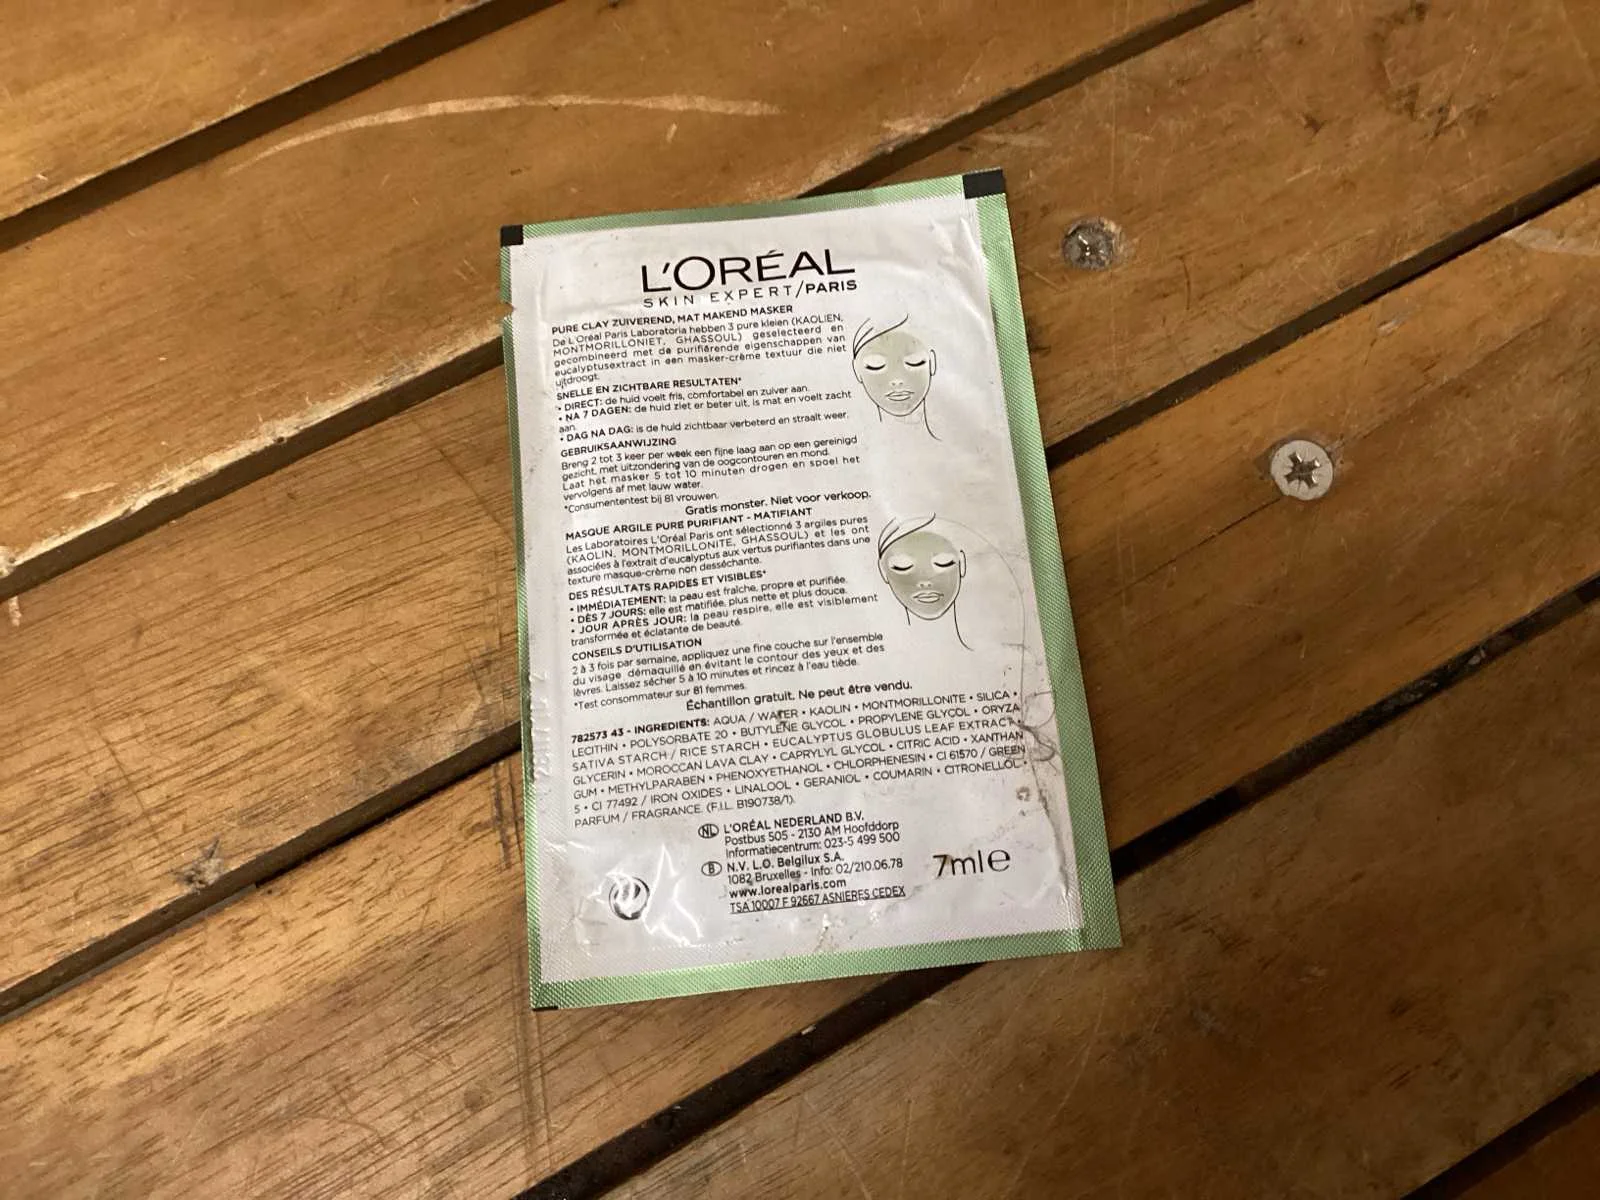 L'ORÉAL
SKIN EXPERT/PARIS
PURE CLAY ZUIVEREND, MAT MAKEND MASKER
De L'Oréal Paris Laboratoria hebben 3 pure kleien (KAOLIEN,
MONTMORILLONIET, GHASSOUL) geselecteerd en
gecombineerd met de purifiërende eigenschappen van
eucalyptusextract in een masker-crème textuur die niet
uitdroogt.
SNELLE EN ZICHTBARE RESULTATEN*
• DIRECT: de huid voelt fris, comfortabel en zuiver aan.
• NA 7 DAGEN: de huid ziet er beter uit, is mat en voelt zacht
aan.
• DAG NA DAG: is de huid zichtbaar verbeterd en straalt weer.
GEBRUIKSAANWIJZING
Breng 2 tot 3 keer per week een fijne laag aan op een gereinigd
gezicht, met uitzondering van de oogcontouren en mond.
Laat het masker 5 tot 10 minuten drogen en spoel het
vervolgens af met lauw water.
*Consumententest bij 81 vrouwen.
Gratis monster. Niet voor verkoop.
MASQUE ARGILE PURE PURIFIANT - MATIFIANT
Les Laboratoires L'Oréal Paris ont sélectionné 3 argiles pures
(KAOLIN, MONTMORILLONITE, GHASSOUL) et les ont
associées à l'extrait d'eucalyptus aux vertus purifiantes dans une
texture masque-crème non desséchante.
DES RÉSULTATS RAPIDES ET VISIBLES*
• IMMÉDIATEMENT: la peau est fraîche, propre et purifiée.
• DÈS 7 JOURS: elle est matifiée, plus nette et plus douce.
• JOUR APRÈS JOUR: la peau respire, elle est visiblement
transformée et éclatante de beauté.
CONSEILS D'UTILISATION
2 à 3 fois par semaine, appliquez une fine couche sur l'ensemble
du visage démaquillé en évitant le contour des yeux et des
lèvres. Laissez sécher 5 à 10 minutes et rincez à l'eau tiède.
*Test consommateur sur 81 femmes.
Échantillon gratuit. Ne peut être vendu.
782573 43 - INGREDIENTS: AQUA / WATER • KAOLIN • MONTMORILLONITE • SILICA •
LECITHIN • POLYSORBATE 20 • BUTYLENE GLYCOL • PROPYLENE GLYCOL • ORYZA
SATIVA STARCH / RICE STARCH • EUCALYPTUS GLOBULUS LEAF EXTRACT •
GLYCERIN • MOROCCAN LAVA CLAY • CAPRYLYL GLYCOL • CITRIC ACID • XANTHAN
GUM • METHYLPARABEN • PHENOXYETHANOL • CHLORPHENESIN • CI 61570 / GREEN
5 • CI 77492 / IRON OXIDES • LINALOOL • GERANIOL • COUMARIN • CITRONELLOL •
PARFUM / FRAGRANCE. (F.I.L. B190738/1).
NL L'ORÉAL NEDERLAND B.V.
Postbus 505 - 2130 AM Hoofddorp
Informatiecentrum: 023-5 499 500
B N.V. L.O. Belgilux S.A.
1082 Bruxelles - Info: 02/210.06.78
www.lorealparis.com
TSA 10007 F 92667 ASNIERES CEDEX
7ml e